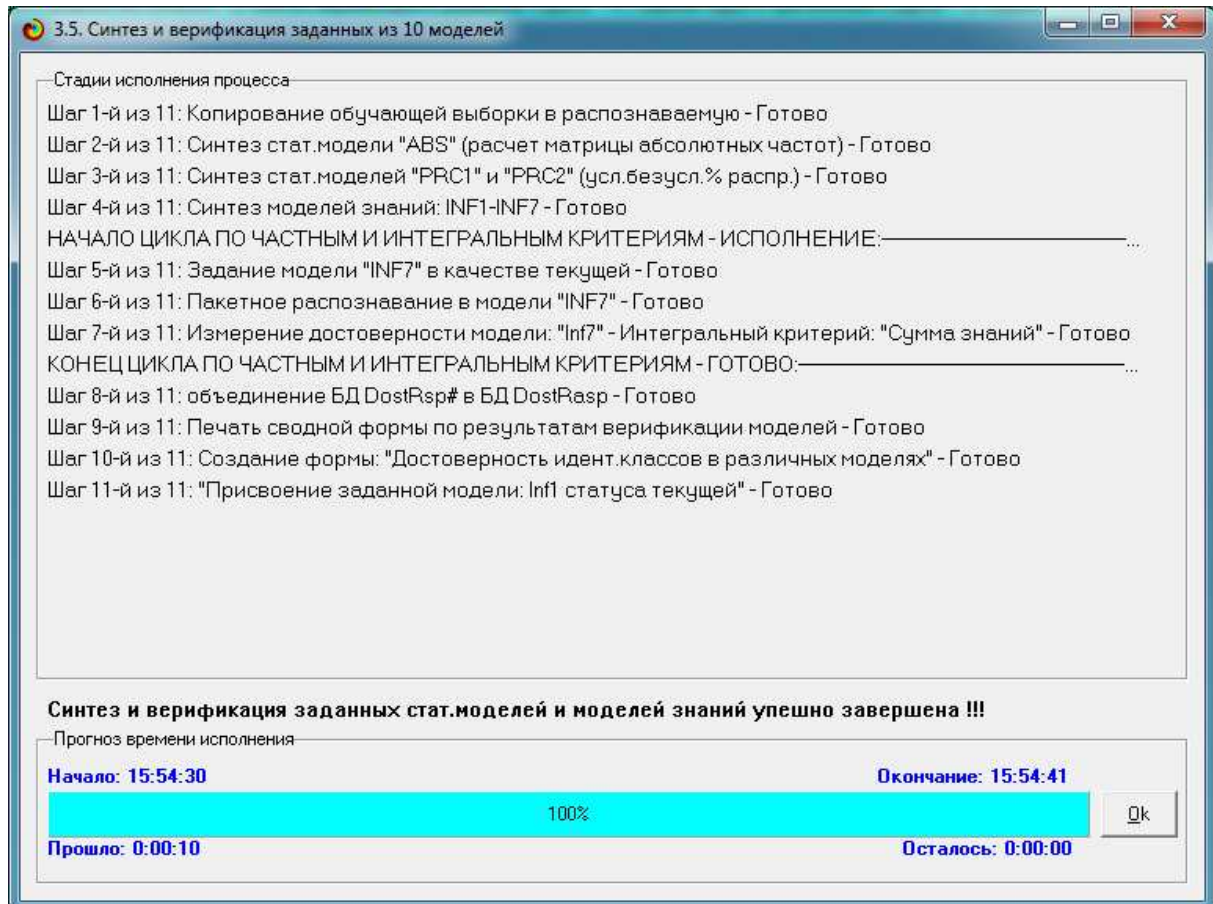 3.5. Синтез и верификация заданных из 10 моделей
Стадии исполнения процесса
Шаг 1-й из 11: Копирование обучающей выборки в распознаваемую - Готово
Шаг 2-й из 11: Синтез стат.модели "ABS" (расчет матрицы абсолютных частот) - Готово
Шаг 3-й из 11: Синтез стат.моделей "PRC1" и "PRC2" (усл.безусл.% распр.) - Готово
Шаг 4-й из 11: Синтез моделей знаний: INF1-INF7 - Готово
НАЧАЛО ЦИКЛА ПО ЧАСТНЫМ И ИНТЕГРАЛЬНЫМ КРИТЕРИЯМ - ИСПОЛНЕНИЕ:——————————...
Шаг 5-й из 11: Задание модели "INF7" в качестве текущей - Готово
Шаг 6-й из 11: Пакетное распознавание в модели "INF7" - Готово
Шаг 7-й из 11: Измерение достоверности модели: "Inf7" - Интегральный критерий: "Сумма знаний" - Готово
КОНЕЦ ЦИКЛА ПО ЧАСТНЫМ И ИНТЕГРАЛЬНЫМ КРИТЕРИЯМ - ГОТОВО:——————————...
Шаг 8-й из 11: объединение БД DostRsp# в БД DostRasp - Готово
Шаг 9-й из 11: Печать сводной формы по результатам верификации моделей - Готово
Шаг 10-й из 11: Создание формы: "Достоверность идент.классов в различных моделях" - Готово
Шаг 11-й из 11: "Присвоение заданной модели: Inf1 статуса текущей" - Готово
Синтез и верификация заданных стат.моделей и моделей знаний упешно завершена !!!
Прогноз времени исполнения
Начало: 15:54:30 Окончание: 15:54:41
100% Ok
Прошло: 0:00:10 Осталось: 0:00:00